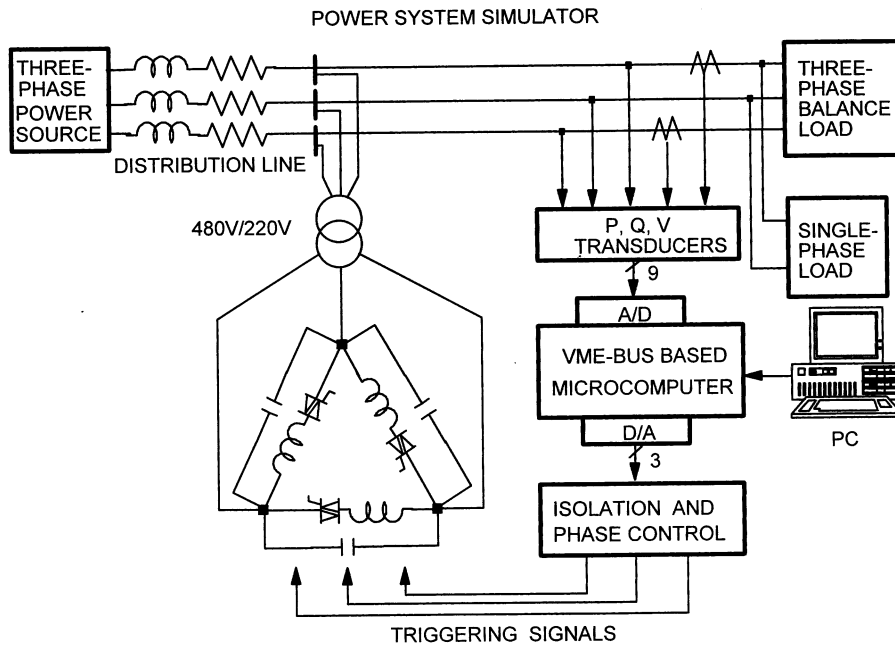 POWER SYSTEM SIMULATOR
THREE-
PHASE
POWER
SOURCE
DISTRIBUTION LINE
THREE-
PHASE
BALANCE
LOAD
480V/220V
P, Q, V
TRANSDUCERS
SINGLE-
PHASE
LOAD
9
A/D
VME-BUS BASED
MICROCOMPUTER
PC
D/A
3
ISOLATION AND
PHASE CONTROL
TRIGGERING SIGNALS